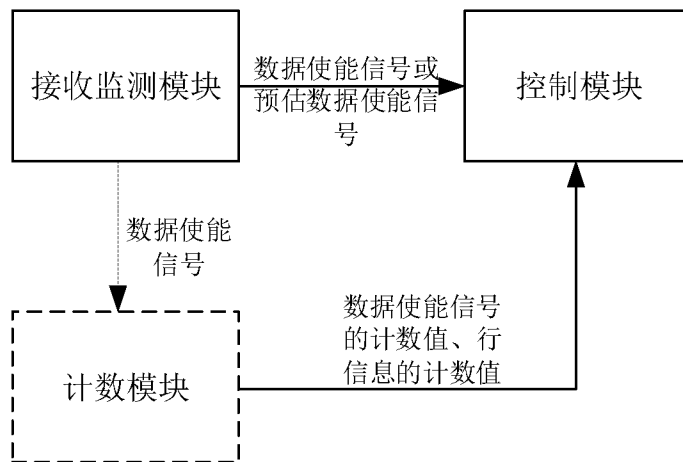 接收监测模块
数据使能信号或
预估数据使能信
号
控制模块
数据使能
信号
数据使能信号
的计数值、行
信息的计数值
计数模块